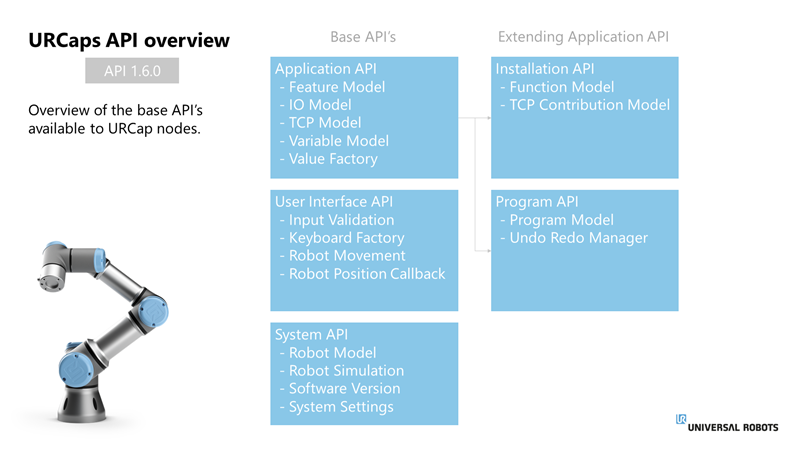 URCaps API overview
API 1.6.0
Overview of the base API's
available to URCap nodes.
Base API's
Application API
- Feature Model
- IO Model
- TCP Model
- Variable Model
- Value Factory
User Interface API
- Input Validation
- Keyboard Factory
- Robot Movement
- Robot Position Callback
System API
- Robot Model
- Robot Simulation
- Software Version
- System Settings
Extending Application API
Installation API
- Function Model
- TCP Contribution Model
Program API
- Program Model
- Undo Redo Manager
UR
UNIVERSAL ROBOTS